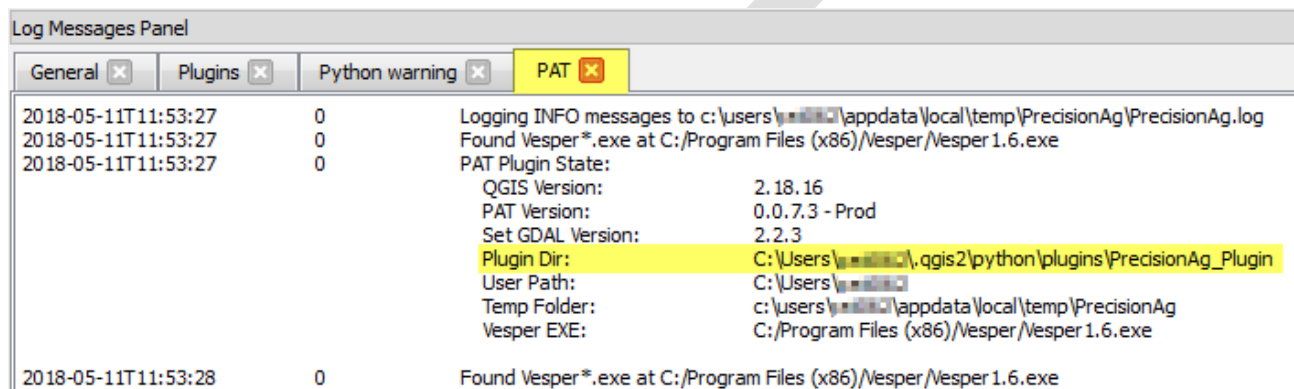 Log Messages Panel
General Plugins Python warning PAT
2018-05-11T11:53:27 0 Logging INFO messages to c:\users\ \appdata\local\temp\PrecisionAg\PrecisionAg.log
2018-05-11T11:53:27 0 Found Vesper*.exe at C:/Program Files (x86)/Vesper/Vesper1.6.exe
2018-05-11T11:53:27 0 PAT Plugin State:
QGIS Version: 2.18.16
PAT Version: 0.0.7.3 - Prod
Set GDAL Version: 2.2.3
Plugin Dir: C:\Users\ \.qgis2\python\plugins\PrecisionAg_Plugin
User Path: C:\Users\
Temp Folder: c:\users\ \appdata\local\temp\PrecisionAg
Vesper EXE: C:/Program Files (x86)/Vesper/Vesper1.6.exe
2018-05-11T11:53:28 0 Found Vesper*.exe at C:/Program Files (x86)/Vesper/Vesper1.6.exe